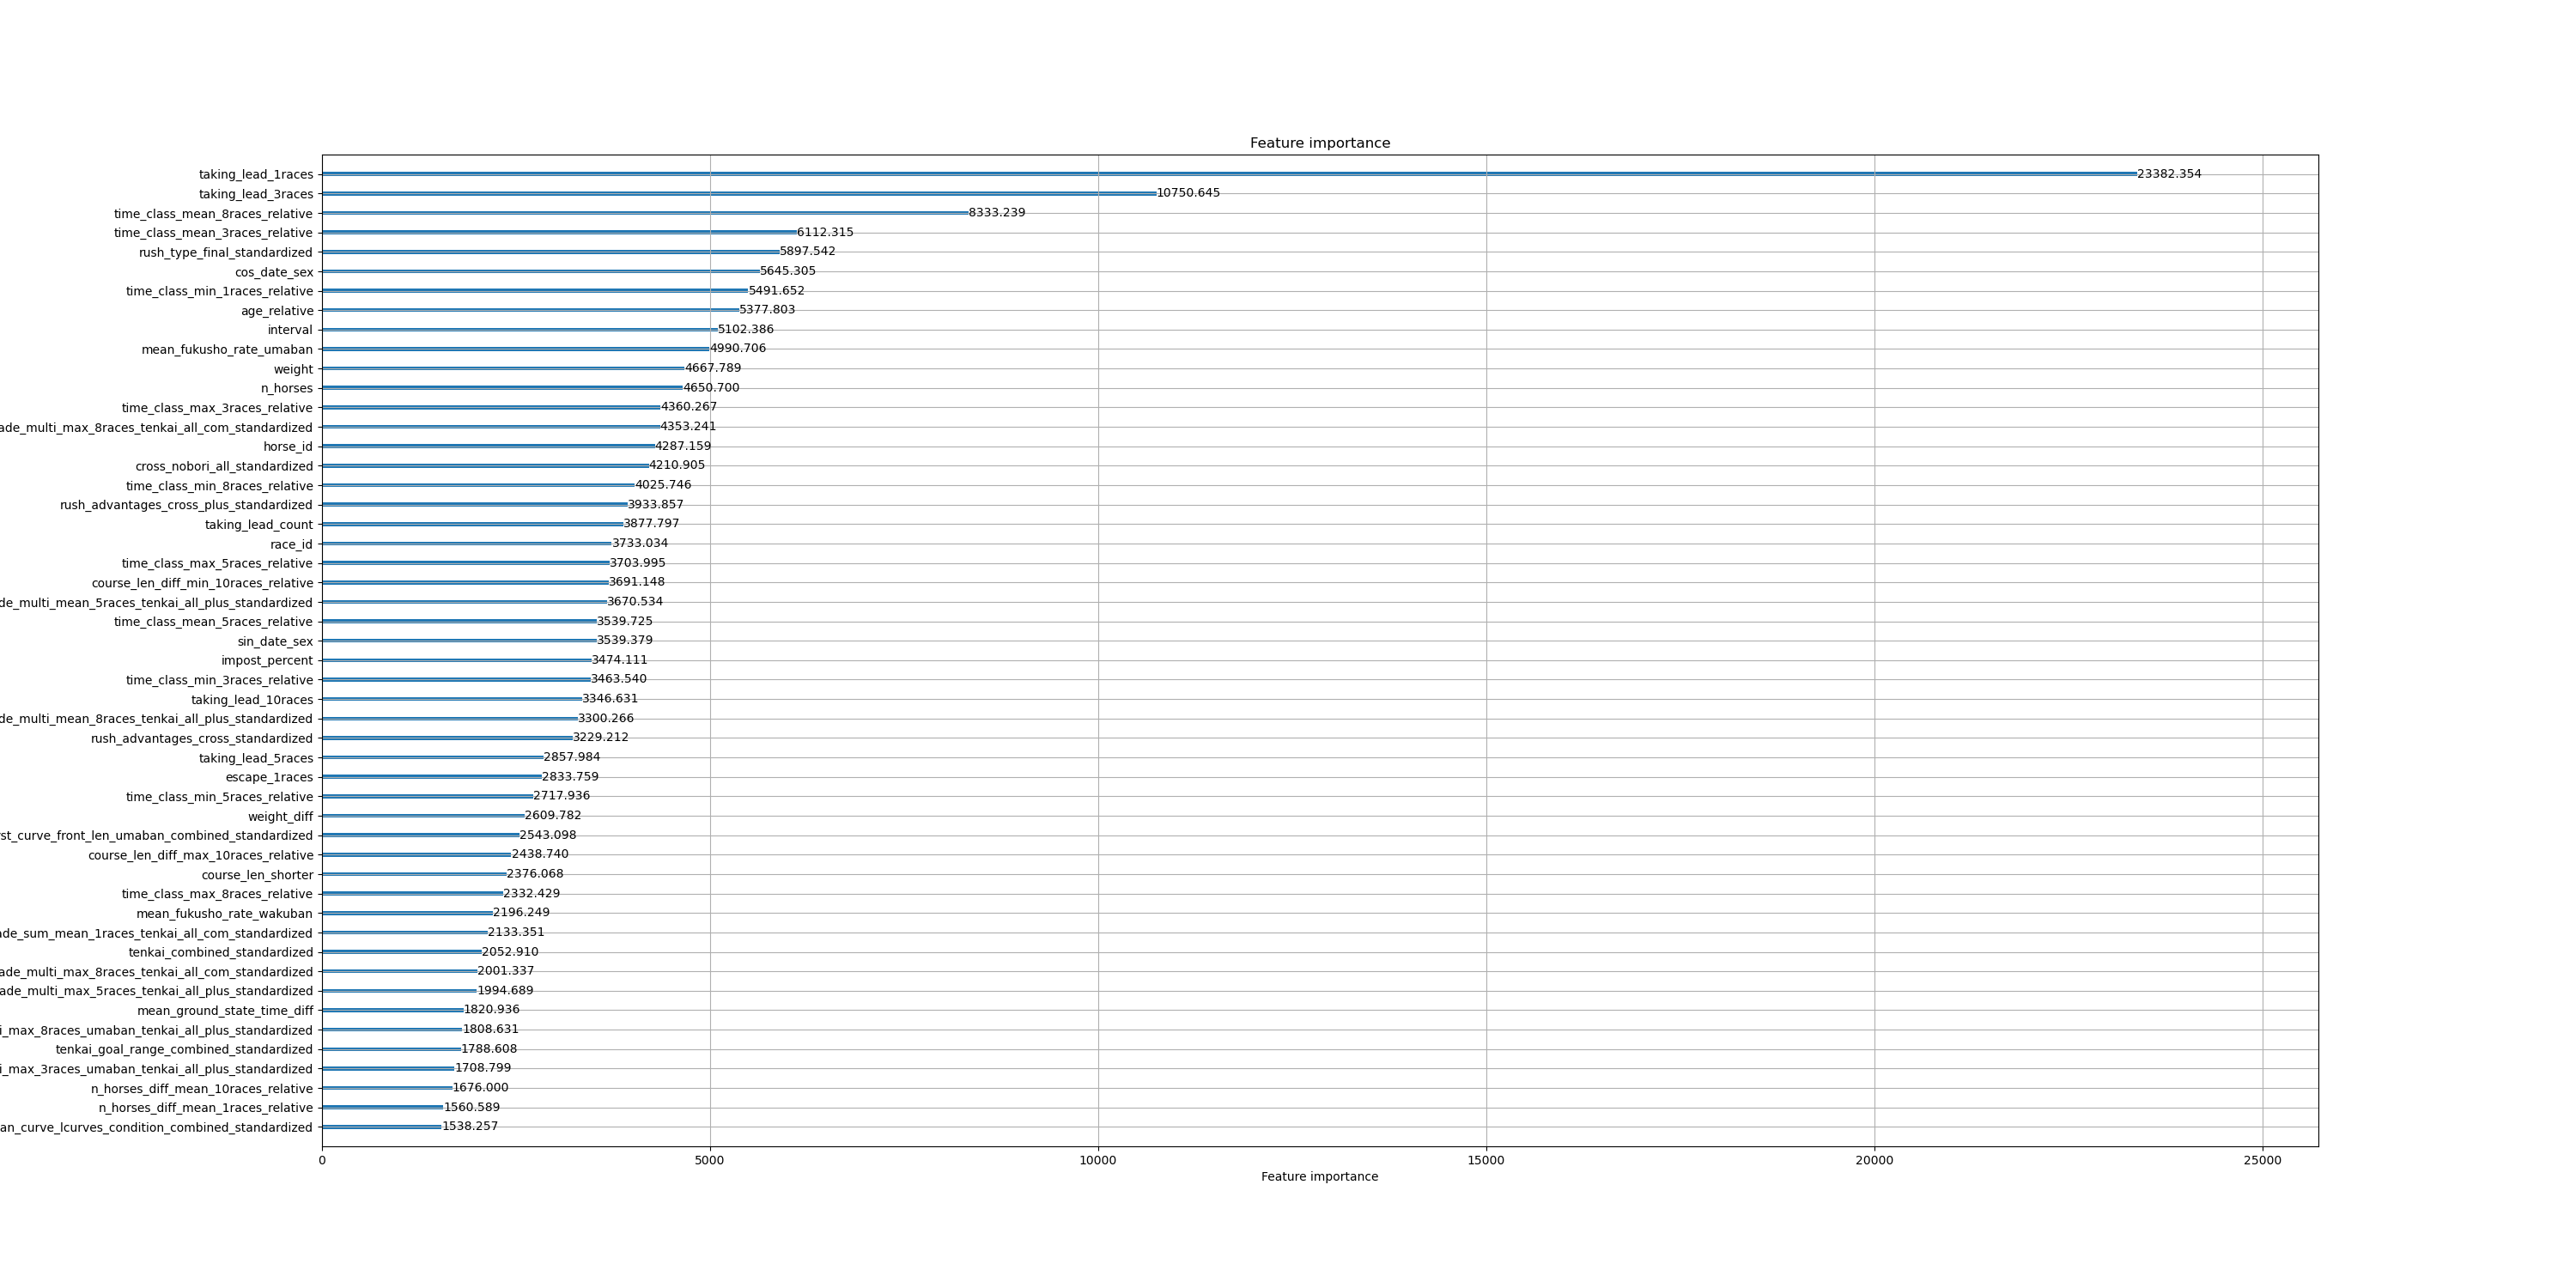 Feature importance
taking_lead_1races 23382.354
taking_lead_3races 10750.645
time_class_mean_8races_relative 8333.239
time_class_mean_3races_relative 6112.315
rush_type_final_standardized 5897.542
cos_date_sex 5645.305
time_class_min_1races_relative 5491.652
age_relative 5377.803
interval 5102.386
mean_fukusho_rate_umaban 4990.706
weight 4667.789
n_horses 4650.700
time_class_max_3races_relative 4360.267
ade_multi_max_8races_tenkai_all_com_standardized 4353.241
horse_id 4287.159
cross_nobori_all_standardized 4210.905
time_class_min_8races_relative 4025.746
rush_advantages_cross_plus_standardized 3933.857
taking_lead_count 3877.797
race_id 3733.034
time_class_max_5races_relative 3703.995
course_len_diff_min_10races_relative 3691.148
de_multi_mean_5races_tenkai_all_plus_standardized 3670.534
time_class_mean_5races_relative 3539.725
sin_date_sex 3539.379
impost_percent 3474.111
time_class_min_3races_relative 3463.540
taking_lead_10races 3346.631
de_multi_mean_8races_tenkai_all_plus_standardized 3300.266
rush_advantages_cross_standardized 3229.212
taking_lead_5races 2857.984
escape_1races 2833.759
time_class_min_5races_relative 2717.936
weight_diff 2609.782
st_curve_front_len_umaban_combined_standardized 2543.098
course_len_diff_max_10races_relative 2438.740
course_len_shorter 2376.068
time_class_max_8races_relative 2332.429
mean_fukusho_rate_wakuban 2196.249
ade_sum_mean_1races_tenkai_all_com_standardized 2133.351
tenkai_combined_standardized 2052.910
ade_multi_max_8races_tenkai_all_com_standardized 2001.337
ade_multi_max_5races_tenkai_all_plus_standardized 1994.689
mean_ground_state_time_diff 1820.936
i_max_8races_umaban_tenkai_all_plus_standardized 1808.631
tenkai_goal_range_combined_standardized 1788.608
i_max_3races_umaban_tenkai_all_plus_standardized 1708.799
n_horses_diff_mean_10races_relative 1676.000
n_horses_diff_mean_1races_relative 1560.589
an_curve_lcurves_condition_combined_standardized 1538.257
0 5000 10000 15000 20000 25000
Feature importance